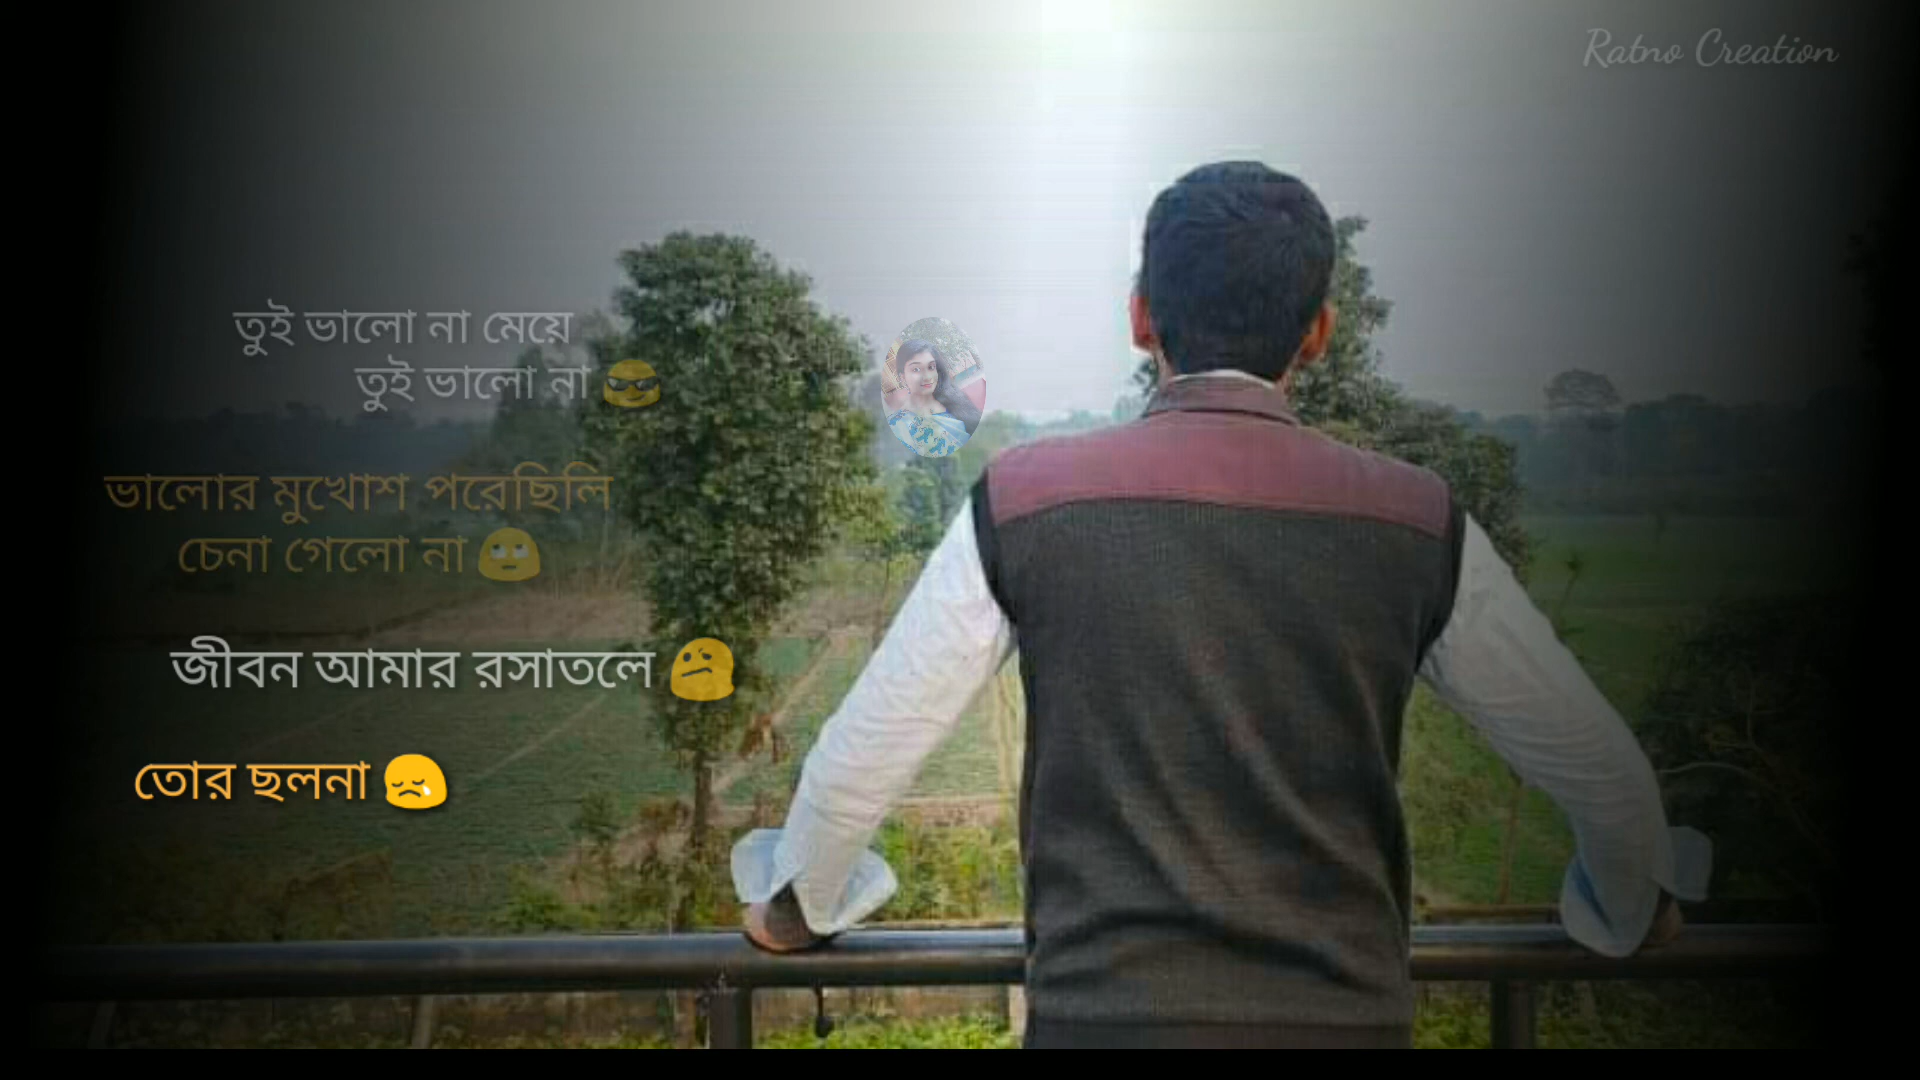 Ratno Creation
তুই ভালো না মেয়ে
তুই ভালো না 😎
ভালোর মুখোশ পরেছিলি
চেনা গেলো না 🙄
জীবন আমার রসাতলে 😕
তোর ছলনা 😢